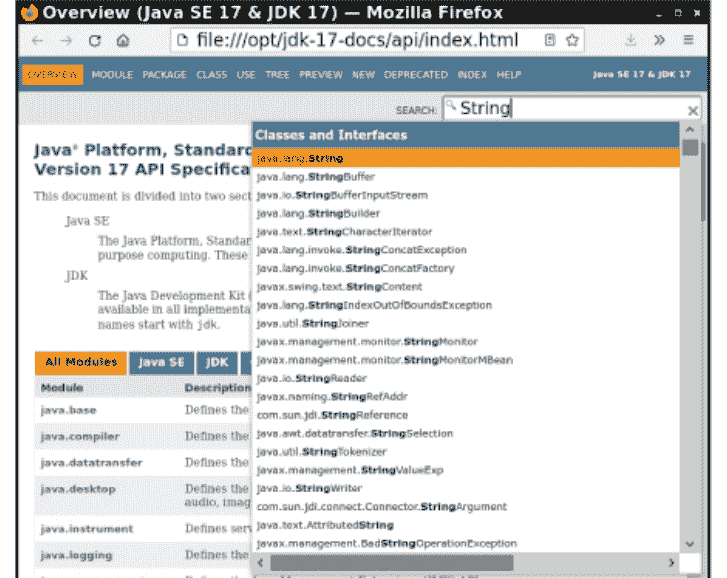 Overview (Java SE 17 & JDK 17) — Mozilla Firefox
file:///opt/jdk-17-docs/api/index.html
OVERVIEW MODULE PACKAGE CLASS USE TREE PREVIEW NEW DEPRECATED INDEX HELP Java SE 17 & JDK 17
SEARCH: String
Java® Platform, Standard
Version 17 API Specifica
This document is divided into two sect
Java SE
The Java Platform, Standar
purpose computing. These
JDK
The Java Development Kit (
available in all implementa
names start with jdk.
All Modules Java SE JDK
Module Description
java.base Defines the
java.compiler Defines the
java.datatransfer Defines the
java.desktop Defines the
audio, imag
java.instrument Defines serv
java.logging Defines the
Classes and Interfaces
java.lang.String
java.lang.StringBuffer
java.io.StringBufferInputStream
java.lang.StringBuilder
java.text.StringCharacterIterator
java.lang.invoke.StringConcatException
java.lang.invoke.StringConcatFactory
javax.swing.text.StringContent
java.lang.StringIndexOutOfBoundsException
java.util.StringJoiner
javax.management.monitor.StringMonitor
javax.management.monitor.StringMonitorMBean
java.io.StringReader
javax.naming.StringRefAddr
com.sun.jdi.StringReference
java.awt.datatransfer.StringSelection
java.util.StringTokenizer
javax.management.StringValueExp
java.io.StringWriter
com.sun.jdi.connect.Connector.StringArgument
java.text.AttributedString
javax.management.BadStringOperationException